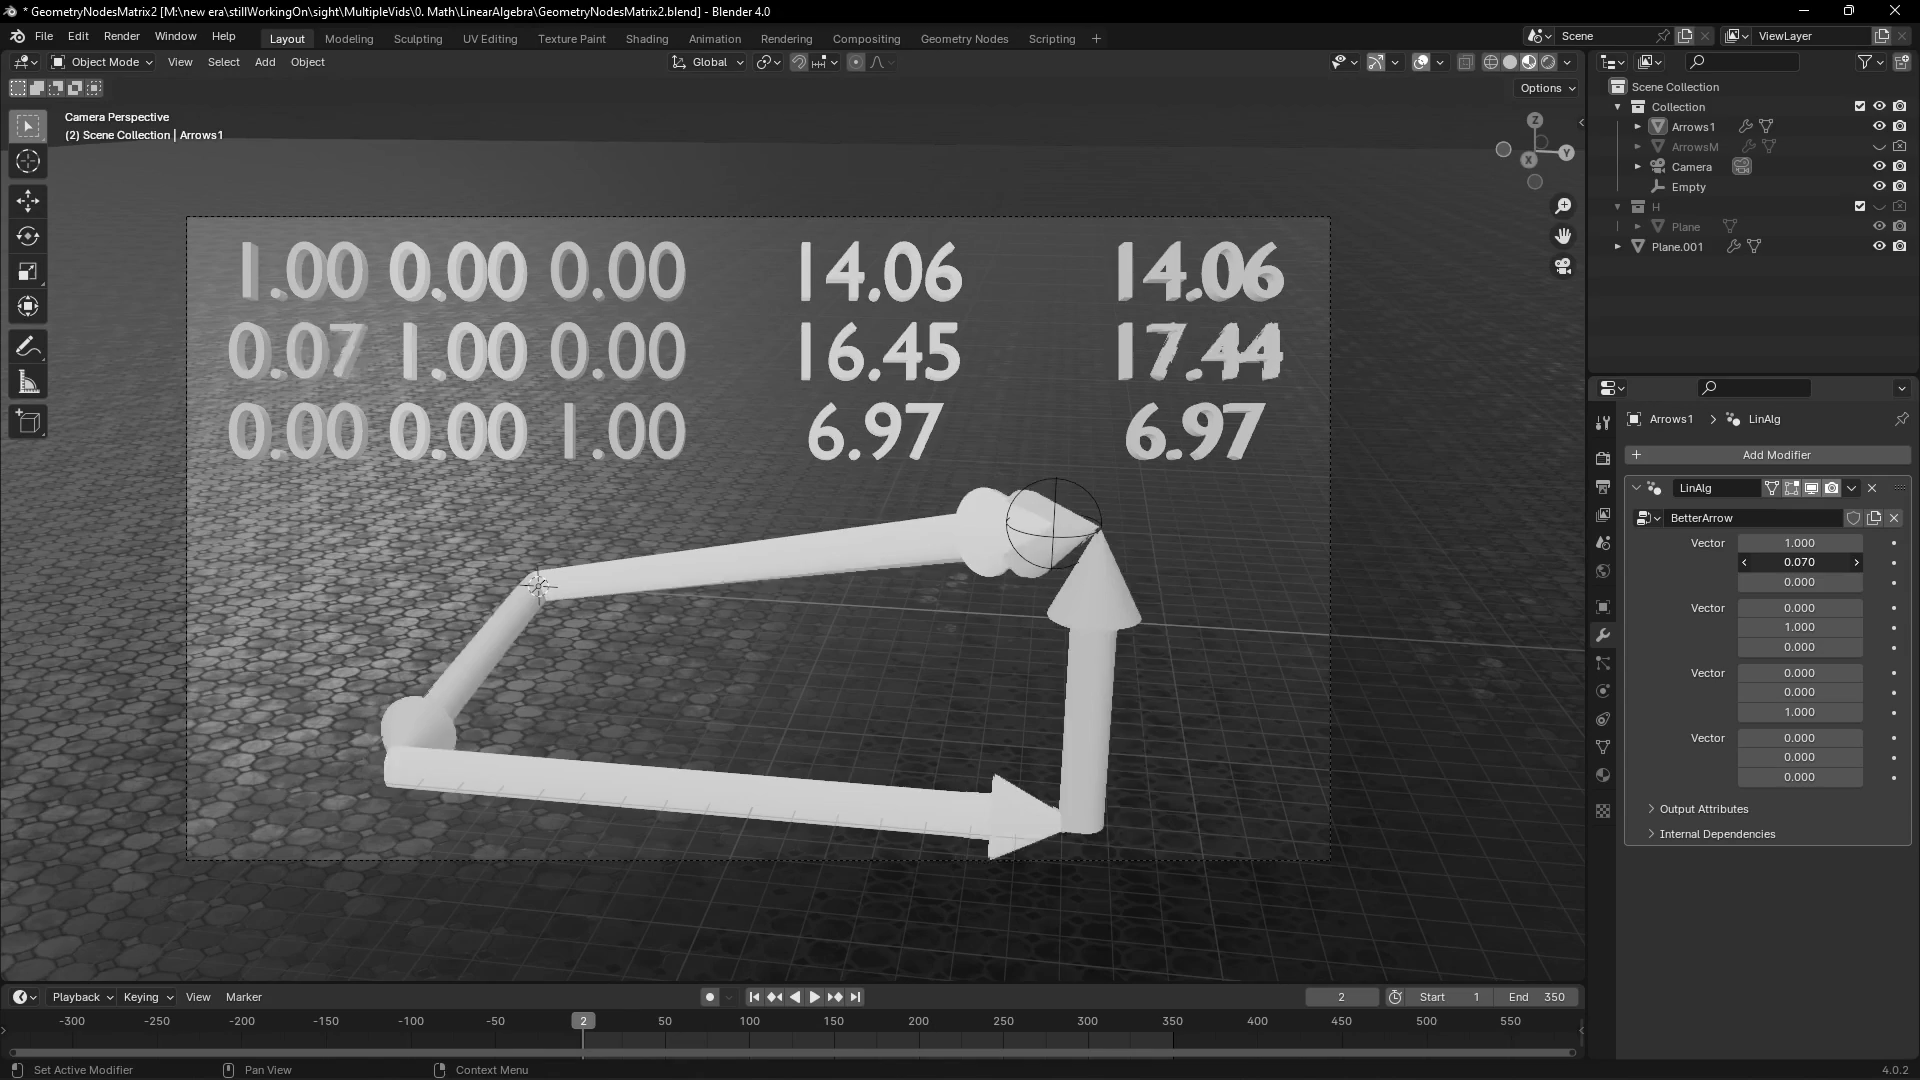 * GeometryNodesMatrix2 [M:\new era\stillWorkingOn\sight\MultipleVids\0. Math\LinearAlgebra\GeometryNodesMatrix2.blend] - Blender 4.0
File Edit Render Window Help Layout Modeling Sculpting UV Editing Texture Paint Shading Animation Rendering Compositing Geometry Nodes Scripting + Scene ViewLayer
Object Mode View Select Add Object Global
Options
Camera Perspective
(2) Scene Collection | Arrows1
Z
Y
X
1.00 0.00 0.00 14.06 14.06
0.07 1.00 0.00 16.45 17.44
0.00 0.00 1.00 6.97 6.97
Scene Collection
Collection
Arrows1
ArrowsM
Camera
Empty
H
Plane
Plane.001
Arrows1 > LinAlg
+ Add Modifier
LinAlg
BetterArrow
Vector 1.000
0.070
0.000
Vector 0.000
1.000
0.000
Vector 0.000
0.000
1.000
Vector 0.000
0.000
0.000
Output Attributes
Internal Dependencies
Playback Keying View Marker 2 Start 1 End 350
-300 -250 -200 -150 -100 -50 2 50 100 150 200 250 300 350 400 450 500 550
Set Active Modifier Pan View Context Menu 4.0.2